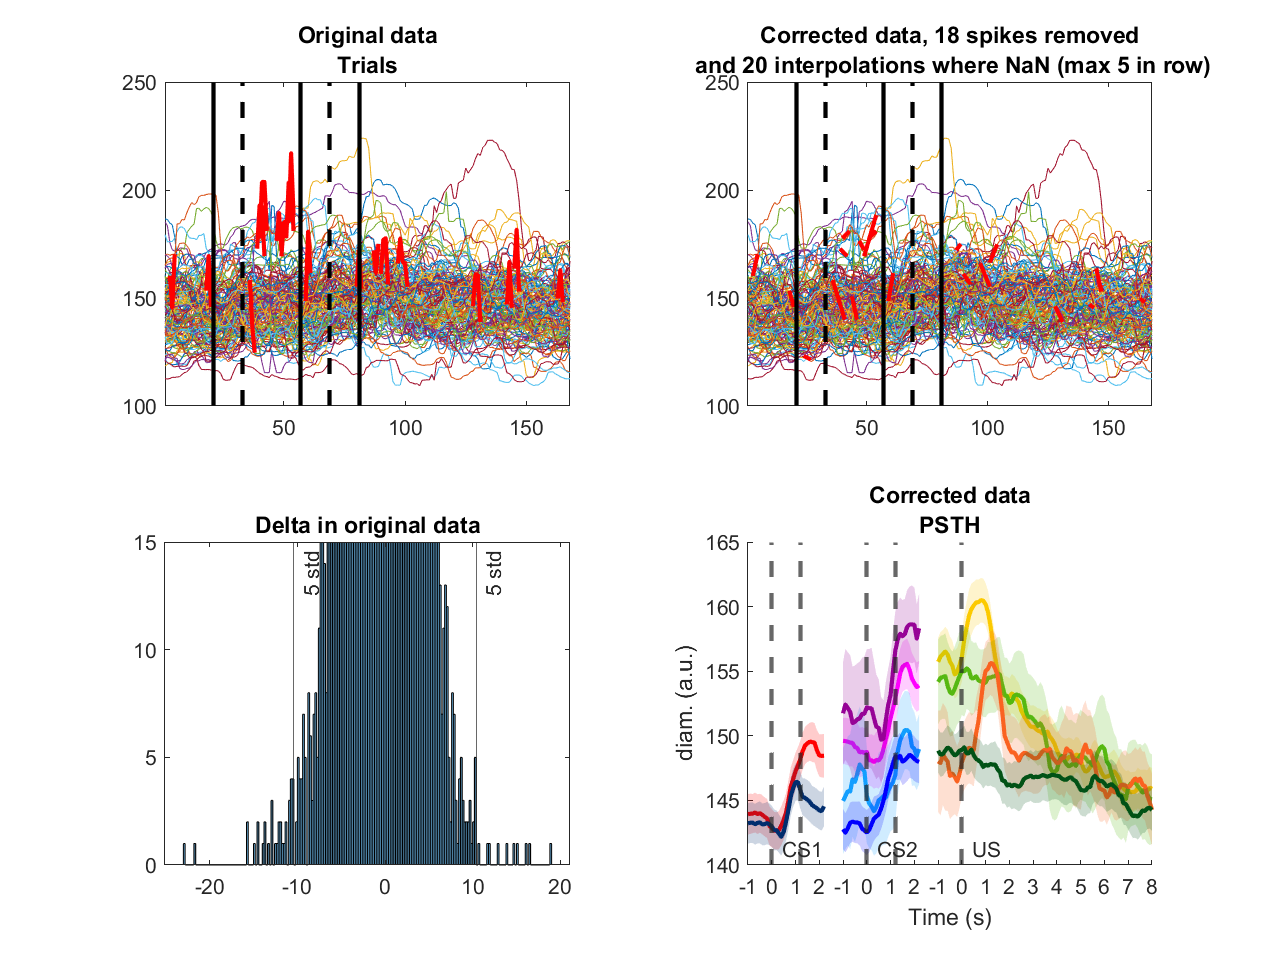 Original data
Trials
250
200
150
100
50
100
150
Corrected data, 18 spikes removed
and 20 interpolations where NaN (max 5 in row)
250
200
150
100
50
100
150
Delta in original data
15
10
5
0
5 std
5 std
-20
-10
0
10
20
Corrected data
PSTH
diam. (a.u.)
165
160
155
150
145
140
CS1
CS2
US
-1 0 1 2 -1 0 1 2 -1 0 1 2 3 4 5 6 7 8
Time (s)